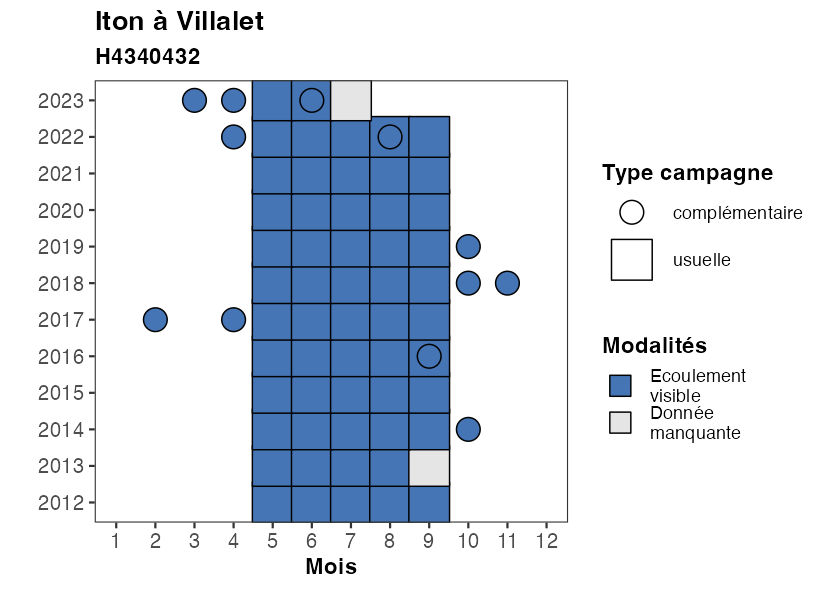 Iton à Villalet
H4340432
2023
2022
2021
2020
2019
2018
2017
2016
2015
2014
2013
2012
1 2 3 4 5 6 7 8 9 10 11 12
Mois
Type campagne
complémentaire
usuelle
Modalités
Ecoulement
visible
Donnée
manquante